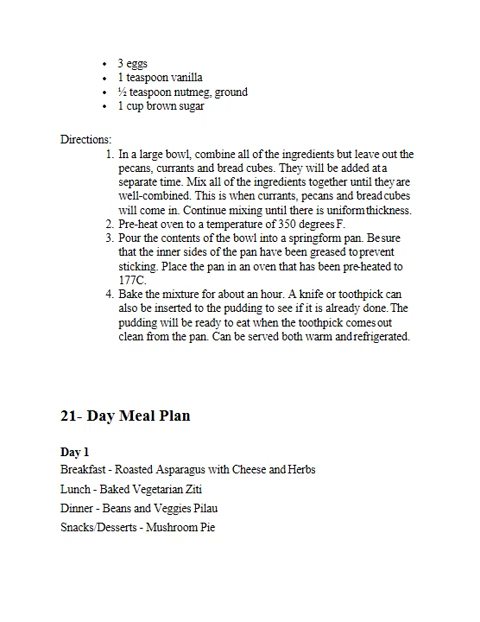 • 3 eggs
• 1 teaspoon vanilla
• ½ teaspoon nutmeg, ground
• 1 cup brown sugar
Directions:
1. In a large bowl, combine all of the ingredients but leave out the
pecans, currants and bread cubes. They will be added at a
separate time. Mix all of the ingredients together until they are
well-combined. This is when currants, pecans and bread cubes
will come in. Continue mixing until there is uniform thickness.
2. Pre-heat oven to a temperature of 350 degrees F.
3. Pour the contents of the bowl into a springform pan. Be sure
that the inner sides of the pan have been greased to prevent
sticking. Place the pan in an oven that has been pre-heated to
177C.
4. Bake the mixture for about an hour. A knife or toothpick can
also be inserted to the pudding to see if it is already done. The
pudding will be ready to eat when the toothpick comes out
clean from the pan. Can be served both warm and refrigerated.
21- Day Meal Plan
Day 1
Breakfast - Roasted Asparagus with Cheese and Herbs
Lunch - Baked Vegetarian Ziti
Dinner - Beans and Veggies Pilau
Snacks/Desserts - Mushroom Pie